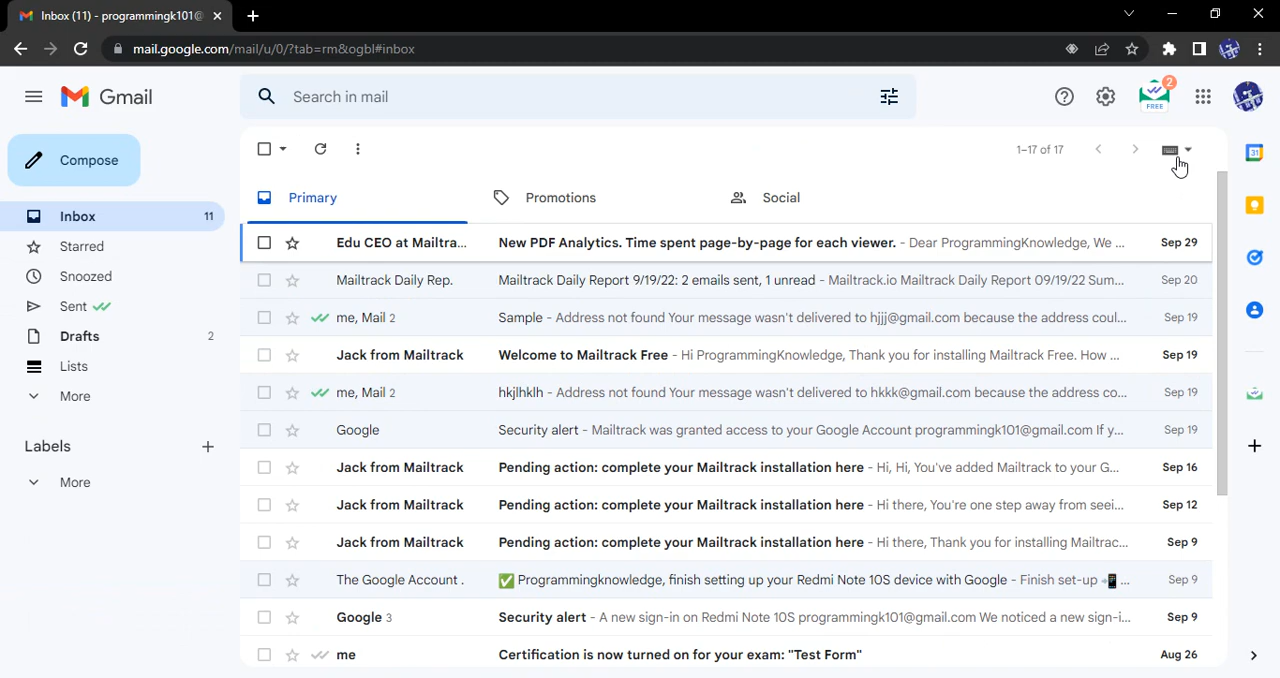 Inbox (11) - programmingk101@
mail.google.com/mail/u/0/?tab=rm&ogbl#inbox
Gmail
Search in mail
2
FREE
Compose
1–17 of 17
31
Primary
Promotions
Social
Inbox 11
Starred
Snoozed
Sent
Drafts 2
Lists
More
Labels
More
Edu CEO at Mailtra... New PDF Analytics. Time spent page-by-page for each viewer. - Dear ProgrammingKnowledge, We ... Sep 29
Mailtrack Daily Rep. Mailtrack Daily Report 9/19/22: 2 emails sent, 1 unread - Mailtrack.io Mailtrack Daily Report 09/19/22 Sum... Sep 20
me, Mail 2 Sample - Address not found Your message wasn't delivered to hjjj@gmail.com because the address coul... Sep 19
Jack from Mailtrack Welcome to Mailtrack Free - Hi ProgrammingKnowledge, Thank you for installing Mailtrack Free. How ... Sep 19
me, Mail 2 hkjlhklh - Address not found Your message wasn't delivered to hkkk@gmail.com because the address co... Sep 19
Google Security alert - Mailtrack was granted access to your Google Account programmingk101@gmail.com If y... Sep 19
Jack from Mailtrack Pending action: complete your Mailtrack installation here - Hi, Hi, You've added Mailtrack to your G... Sep 16
Jack from Mailtrack Pending action: complete your Mailtrack installation here - Hi there, You're one step away from seei... Sep 12
Jack from Mailtrack Pending action: complete your Mailtrack installation here - Hi there, Thank you for installing Mailtrac... Sep 9
The Google Account . ✅ Programmingknowledge, finish setting up your Redmi Note 10S device with Google - Finish set-up 📲 ... Sep 9
Google 3 Security alert - A new sign-in on Redmi Note 10S programmingk101@gmail.com We noticed a new sign-i... Sep 9
me Certification is now turned on for your exam: "Test Form" Aug 26